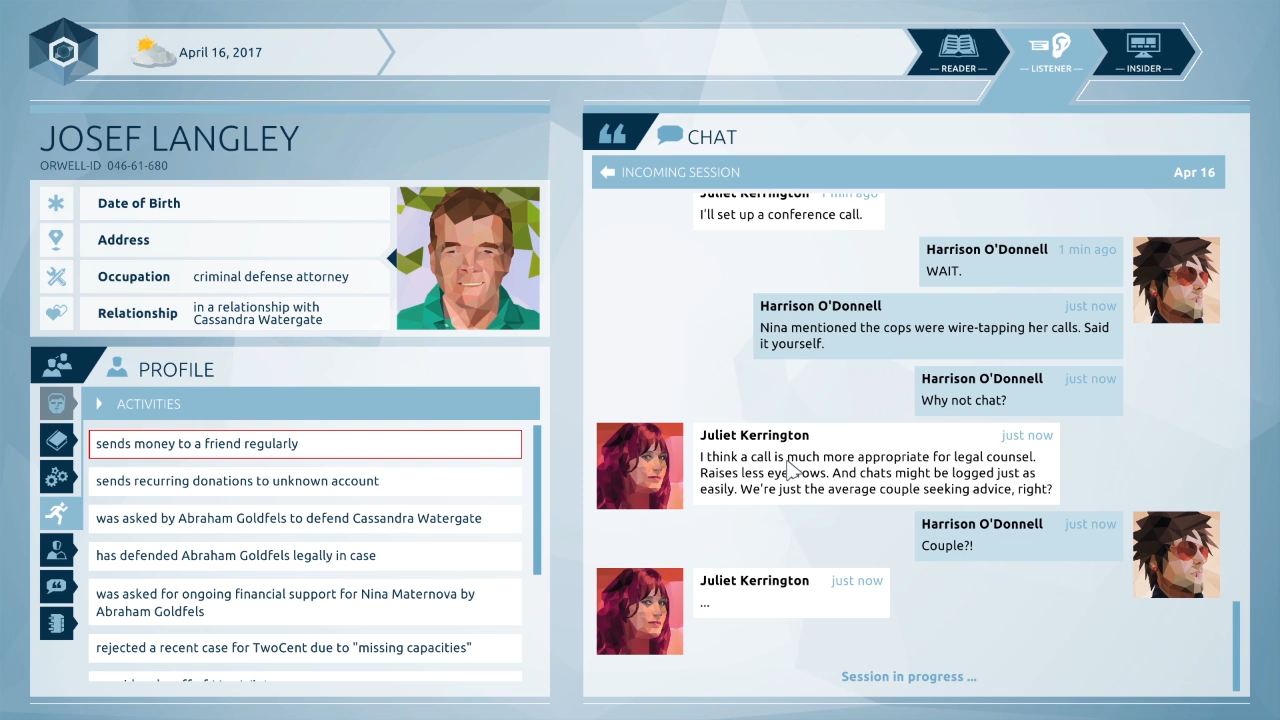 April 16, 2017
— READER —
— LISTENER —
— INSIDER —
JOSEF LANGLEY
ORWELL-ID 046-61-680
Date of Birth
Address
Occupation criminal defense attorney
Relationship in a relationship with
Cassandra Watergate
PROFILE
ACTIVITIES
sends money to a friend regularly
sends recurring donations to unknown account
was asked by Abraham Goldfels to defend Cassandra Watergate
has defended Abraham Goldfels legally in case
was asked for ongoing financial support for Nina Maternova by
Abraham Goldfels
rejected a recent case for TwoCent due to "missing capacities"
CHAT
INCOMING SESSION Apr 16
Juliet Kerrington 1 min ago
I'll set up a conference call.
Harrison O'Donnell 1 min ago
WAIT.
Harrison O'Donnell just now
Nina mentioned the cops were wire-tapping her calls. Said
it yourself.
Harrison O'Donnell just now
Why not chat?
Juliet Kerrington just now
I think a call is much more appropriate for legal counsel.
Raises less eyebrows. And chats might be logged just as
easily. We're just the average couple seeking advice, right?
Harrison O'Donnell just now
Couple?!
Juliet Kerrington just now
...
Session in progress ...